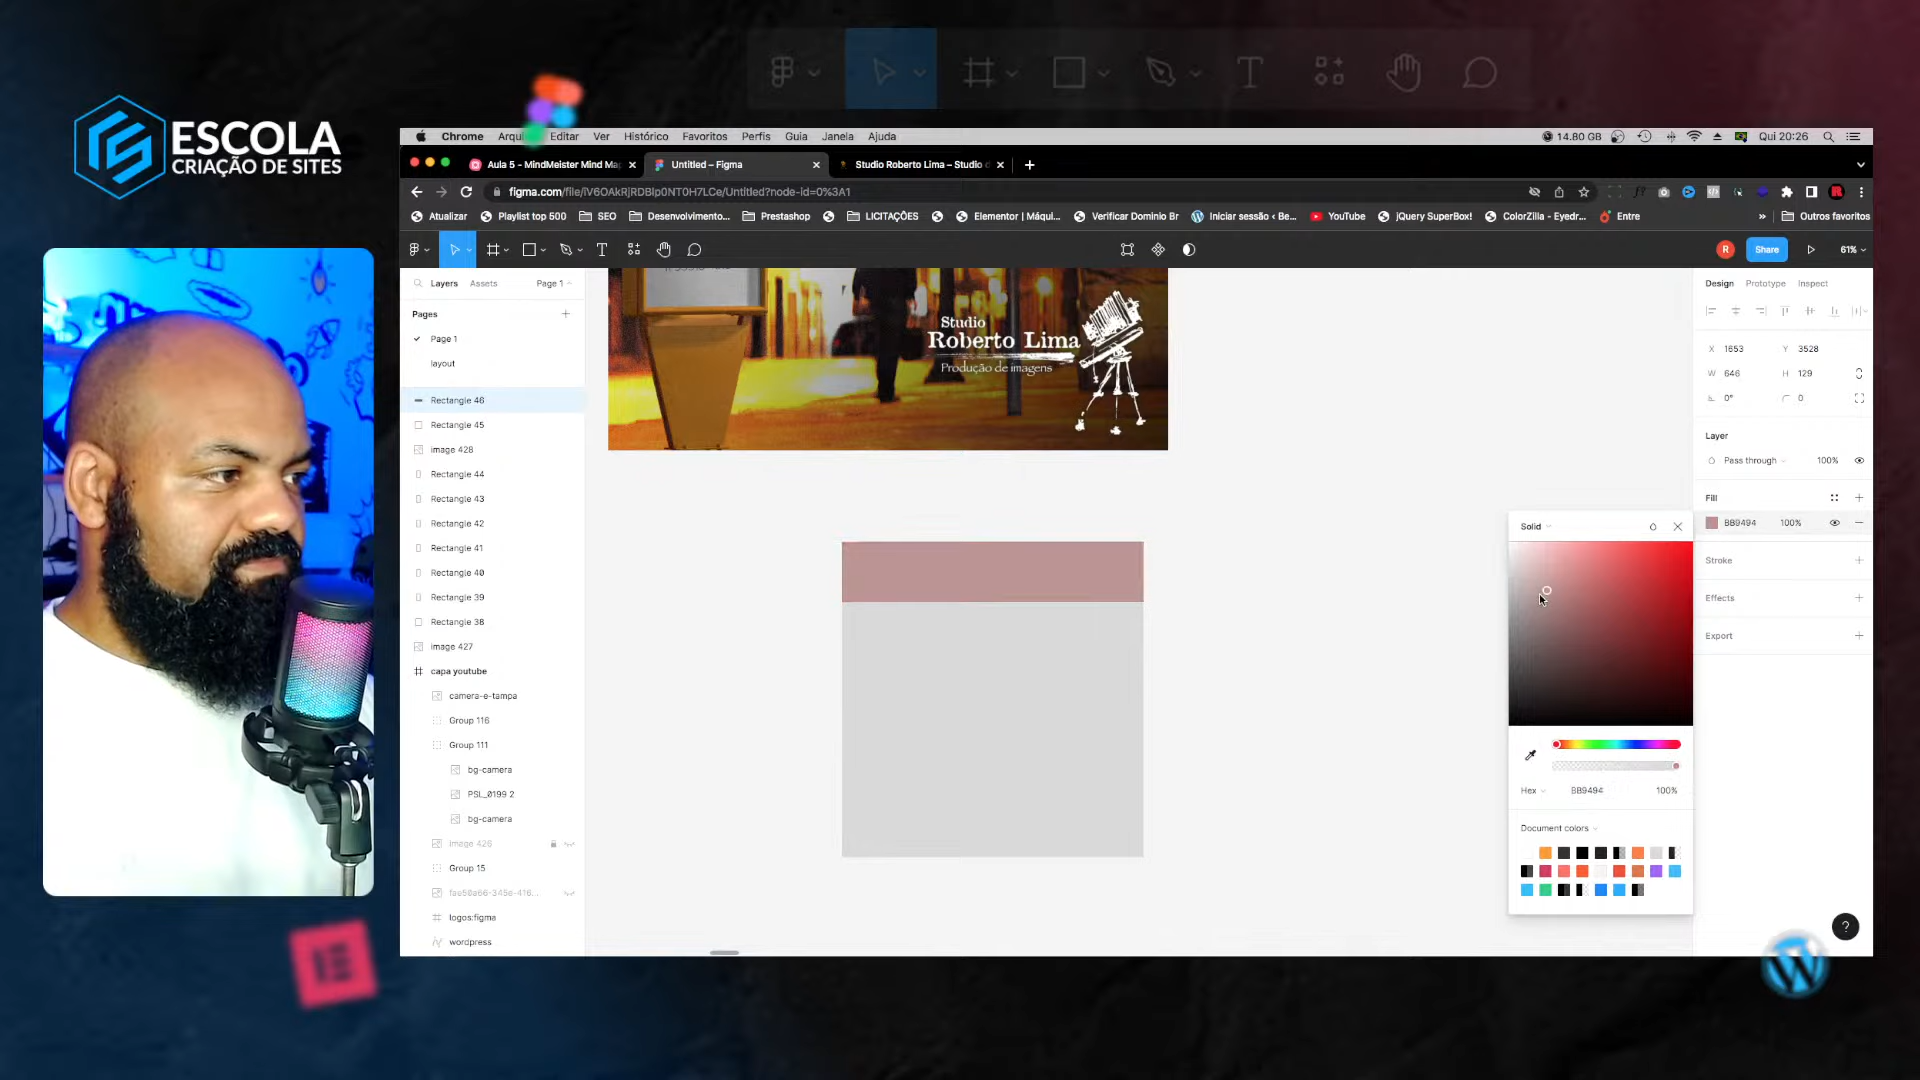 ESCOLA
CRIAÇÃO DE SITES
Chrome
Editar
Ver
Histórico
Favoritos
Perfis
Guia
Janela
Ajuda
14.80 GB
Qui 20:26
Aula 5 - MindMeister Mind Ma
Untitled – Figma
Studio Roberto Lima – Studio
figma.com/file/iV6OAkRjRDBip0NT0H7LCe/Untitled?node-id=0%3A1
Atualizar
Playlist top 500
SEO
Desenvolvimento...
Prestashop
LICITAÇÕES
Elementor | Máqui...
Verificar Dominio Br
Iniciar sessão ‹ Be...
YouTube
jQuery SuperBox!
ColorZilla - Eyedr...
Entre
»
Outros favoritos
R
Share
61%
Layers
Assets
Page 1
Pages
Page 1
layout
Rectangle 46
Rectangle 45
image 428
Rectangle 44
Rectangle 43
Rectangle 42
Rectangle 41
Rectangle 40
Rectangle 39
Rectangle 38
image 427
capa youtube
camera-e-tampa
Group 116
Group 111
bg-camera
PSL_0199 2
bg-camera
image 426
Group 15
fae50a66-345e-416...
logos:figma
wordpress
Studio
Roberto Lima
Produção de imagens
Design
Prototype
Inspect
X 1653
Y 3528
W 646
H 129
0°
0
Layer
Pass through
100%
Fill
BB9494
100%
Stroke
Effects
Export
Solid
Hex
BB9494
100%
Document colors
?